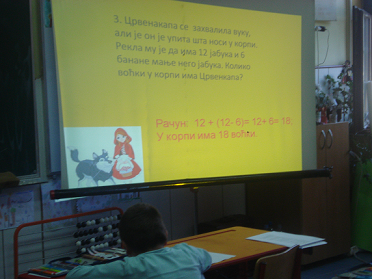 3. Црвенкапа се захвалила вуку,
али је он је упита шта носи у корпи.
Рекла му је да има 12 јабука и 6
банане мање него јабука. Колико
воћки у корпи има Црвенкапа?
Рачун: 12 + (12- 6)= 12+ 6= 18
У корпи има 18 воћки.